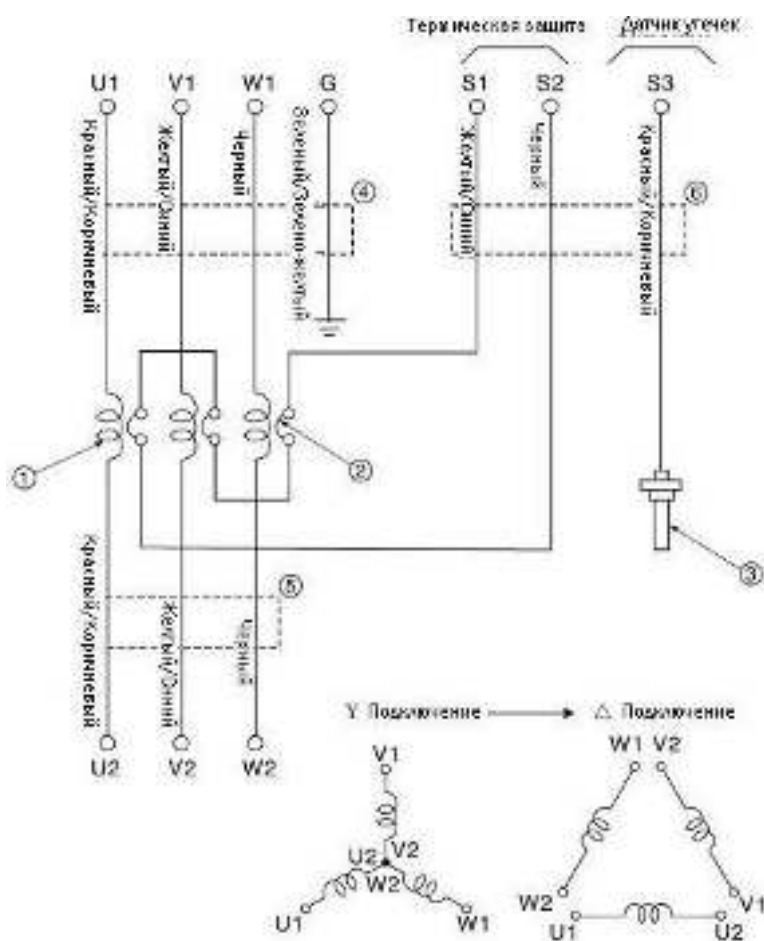 Термическая защита
Датчик утечек
U1 V1 W1 G S1 S2 S3
Красный/Коричневый
Желтый/Синий
Черный
Зеленый/Зелено-желтый
Желтый/Синий
Черный
Красный/Коричневый
④
⑥
①
②
③
⑤
Красный/Коричневый
Желтый/Синий
Черный
U2 V2 W2
Y Подключение △ Подключение
V1
U2 V2
W2
U1 W1
W1 V2
W2 V1
U1 U2